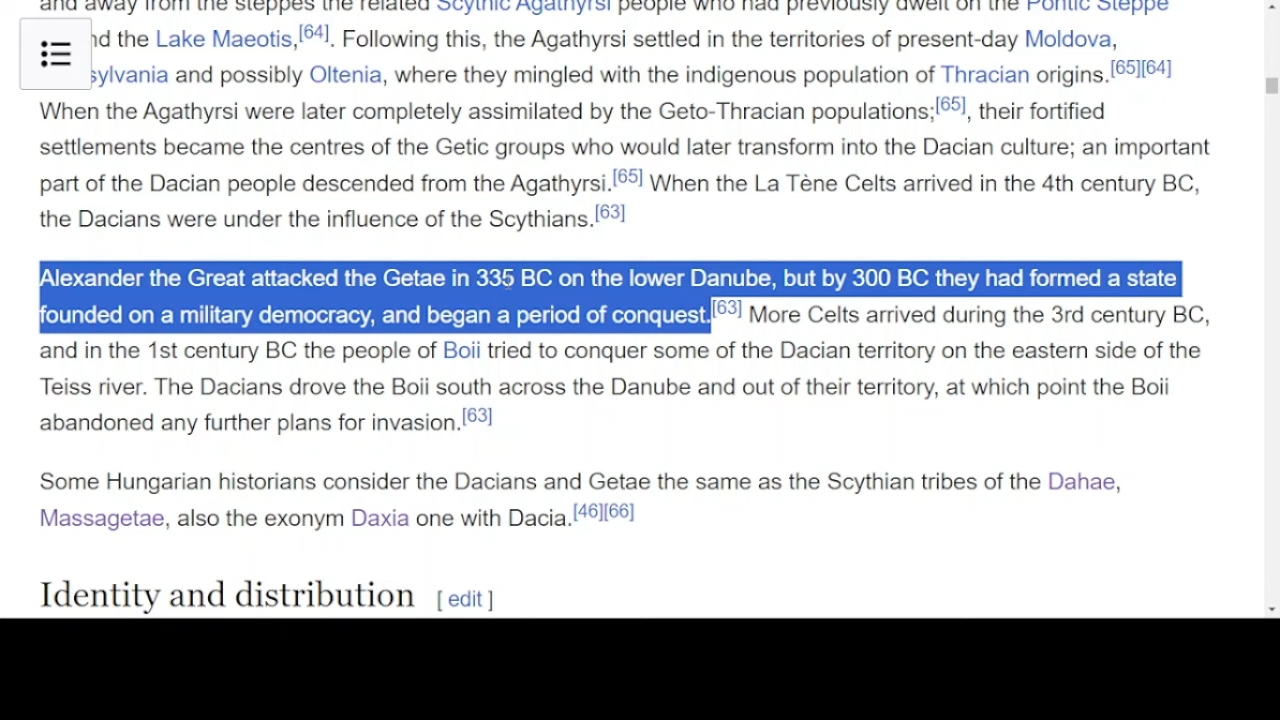 and away from the steppes the related Scythic Agathyrsi people who had previously dwelt on the Pontic Steppe
nd the Lake Maeotis,[64]. Following this, the Agathyrsi settled in the territories of present-day Moldova,
sylvania and possibly Oltenia, where they mingled with the indigenous population of Thracian origins.[65][64]
When the Agathyrsi were later completely assimilated by the Geto-Thracian populations;[65], their fortified
settlements became the centres of the Getic groups who would later transform into the Dacian culture; an important
part of the Dacian people descended from the Agathyrsi.[65] When the La Tène Celts arrived in the 4th century BC,
the Dacians were under the influence of the Scythians.[63]
Alexander the Great attacked the Getae in 335 BC on the lower Danube, but by 300 BC they had formed a state
founded on a military democracy, and began a period of conquest.[63] More Celts arrived during the 3rd century BC,
and in the 1st century BC the people of Boii tried to conquer some of the Dacian territory on the eastern side of the
Teiss river. The Dacians drove the Boii south across the Danube and out of their territory, at which point the Boii
abandoned any further plans for invasion.[63]
Some Hungarian historians consider the Dacians and Getae the same as the Scythian tribes of the Dahae,
Massagetae, also the exonym Daxia one with Dacia.[46][66]
Identity and distribution [ edit ]